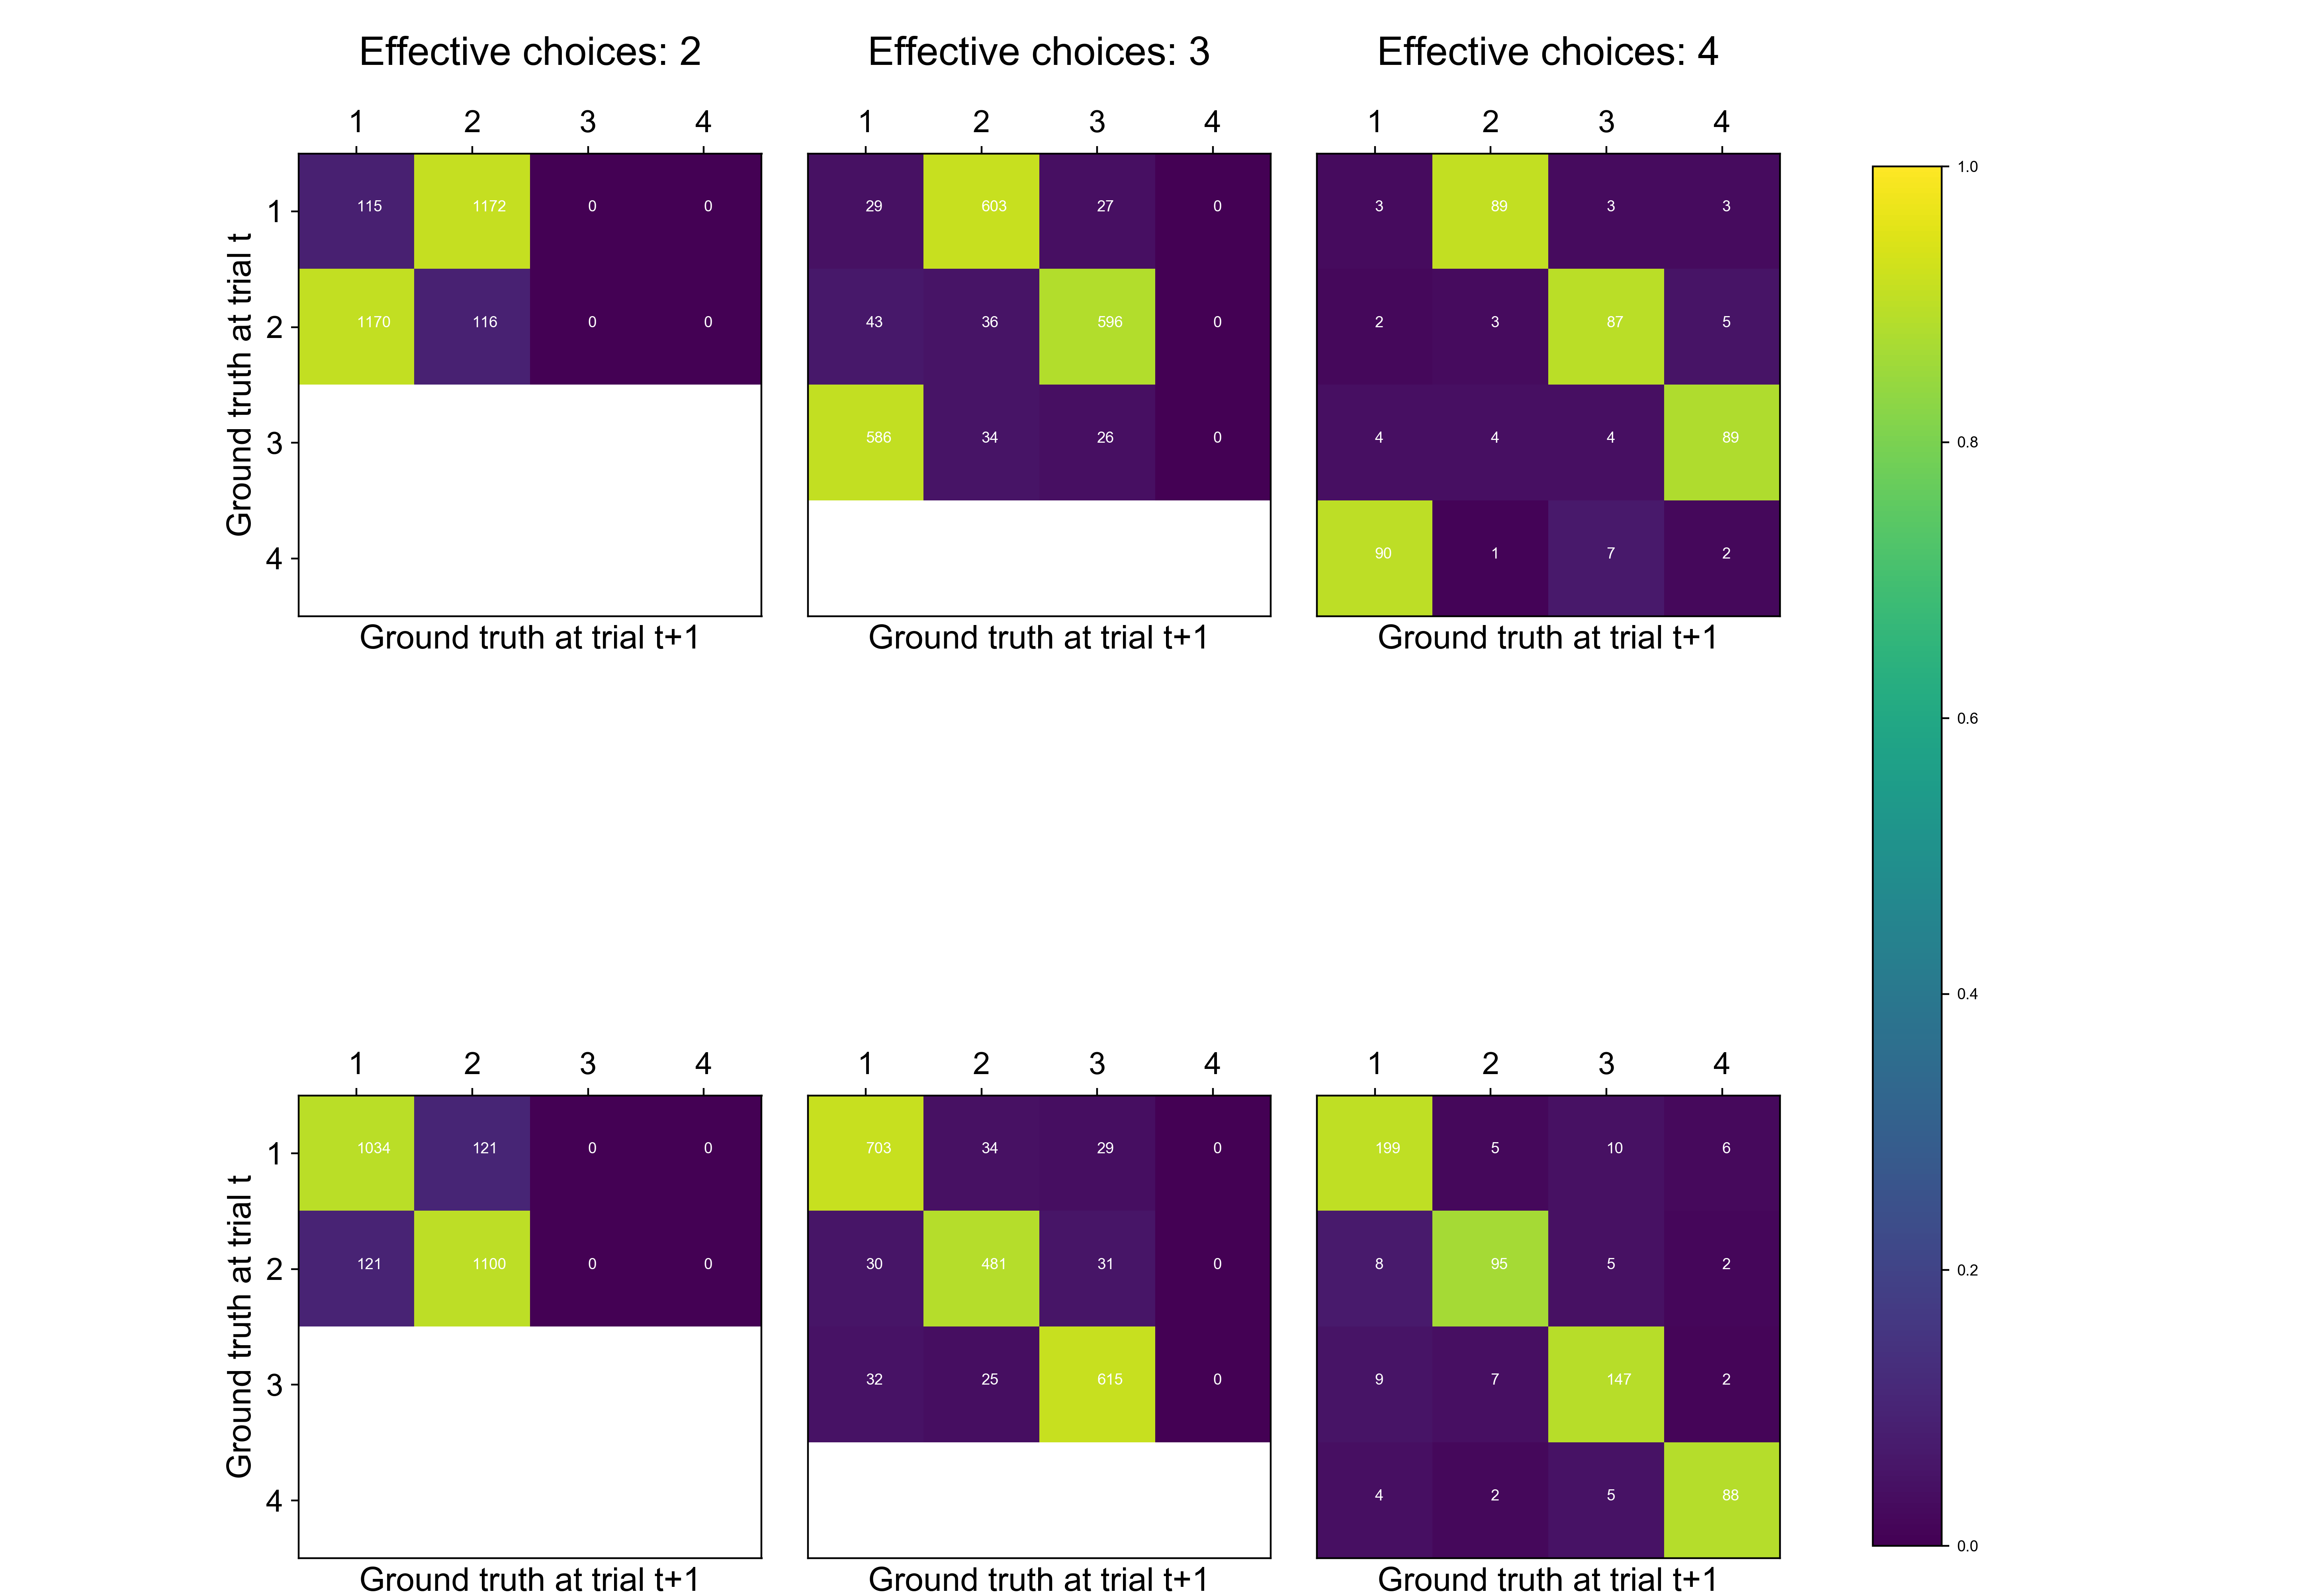 Effective choices: 2 Effective choices: 3 Effective choices: 4
1 2 3 4 1 2 3 4 1 2 3 4
1.0
1 115 1172 0 0 29 603 27 0 3 89 3 3
2 1170 116 0 0 43 36 596 0 2 3 87 5
3 586 34 26 0 4 4 4 89
0.8
4 90 1 7 2
Ground truth at trial t
Ground truth at trial t+1 Ground truth at trial t+1 Ground truth at trial t+1
0.6
0.4
1 2 3 4 1 2 3 4 1 2 3 4
1 1034 121 0 0 703 34 29 0 199 5 10 6
2 121 1100 0 0 30 481 31 0 8 95 5 2
0.2
3 32 25 615 0 9 7 147 2
4 4 2 5 88
Ground truth at trial t
0.0
Ground truth at trial t+1 Ground truth at trial t+1 Ground truth at trial t+1